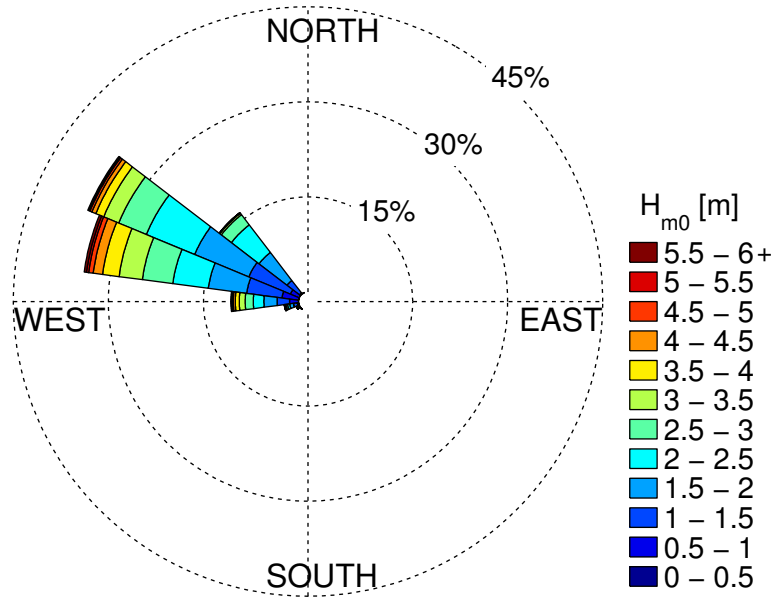 NORTH
45%
30%
15%
WEST
EAST
SOUTH
H_m0 [m]
5.5 − 6+
5 − 5.5
4.5 − 5
4 − 4.5
3.5 − 4
3 − 3.5
2.5 − 3
2 − 2.5
1.5 − 2
1 − 1.5
0.5 − 1
0 − 0.5